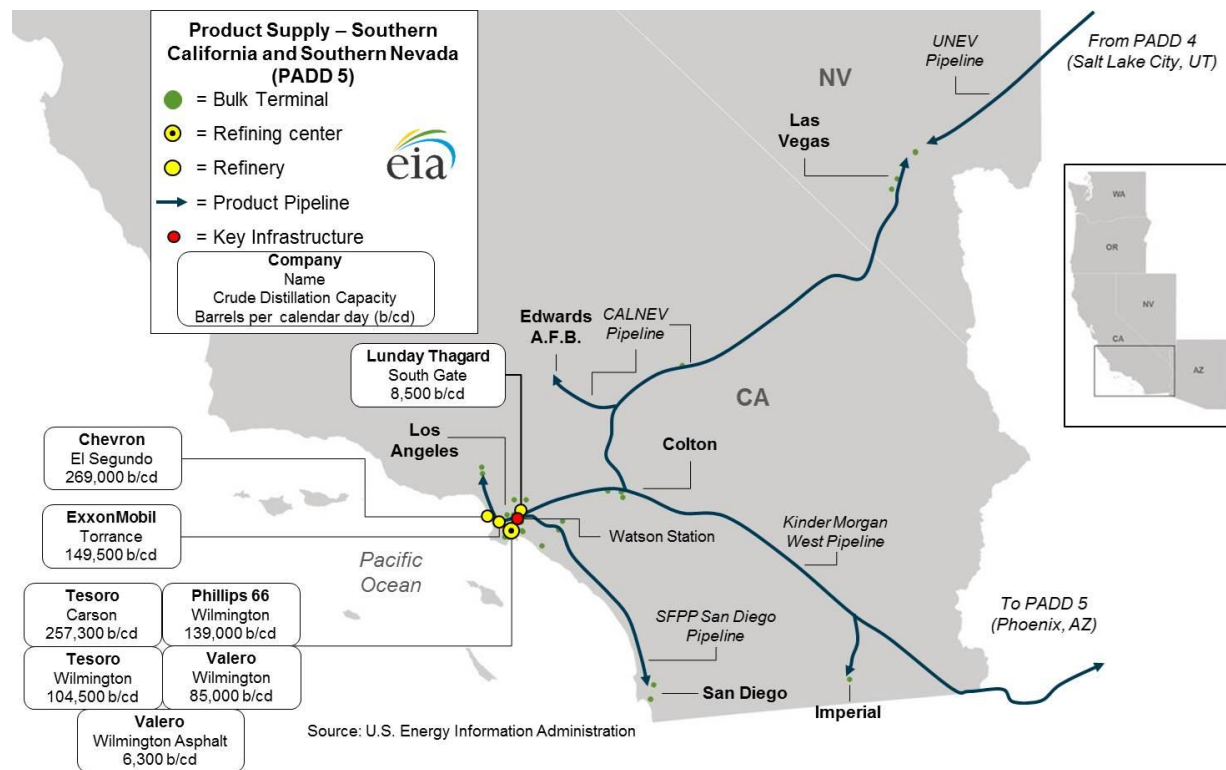 Product Supply – Southern
California and Southern Nevada
(PADD 5)
= Bulk Terminal
= Refining center
= Refinery
= Product Pipeline
= Key Infrastructure
eia
Company
Name
Crude Distillation Capacity
Barrels per calendar day (b/cd)
UNEV
Pipeline
From PADD 4
(Salt Lake City, UT)
NV
Las
Vegas
WA
OR
NV
CA
AZ
Edwards
A.F.B.
CALNEV
Pipeline
CA
Lunday Thagard
South Gate
8,500 b/cd
Los
Angeles
Colton
Chevron
El Segundo
269,000 b/cd
ExxonMobil
Torrance
149,500 b/cd
Watson Station
Pacific
Ocean
Kinder Morgan
West Pipeline
Tesoro
Carson
257,300 b/cd
Phillips 66
Wilmington
139,000 b/cd
SFPP San Diego
Pipeline
To PADD 5
(Phoenix, AZ)
Tesoro
Wilmington
104,500 b/cd
Valero
Wilmington
85,000 b/cd
San Diego
Imperial
Valero
Wilmington Asphalt
6,300 b/cd
Source: U.S. Energy Information Administration